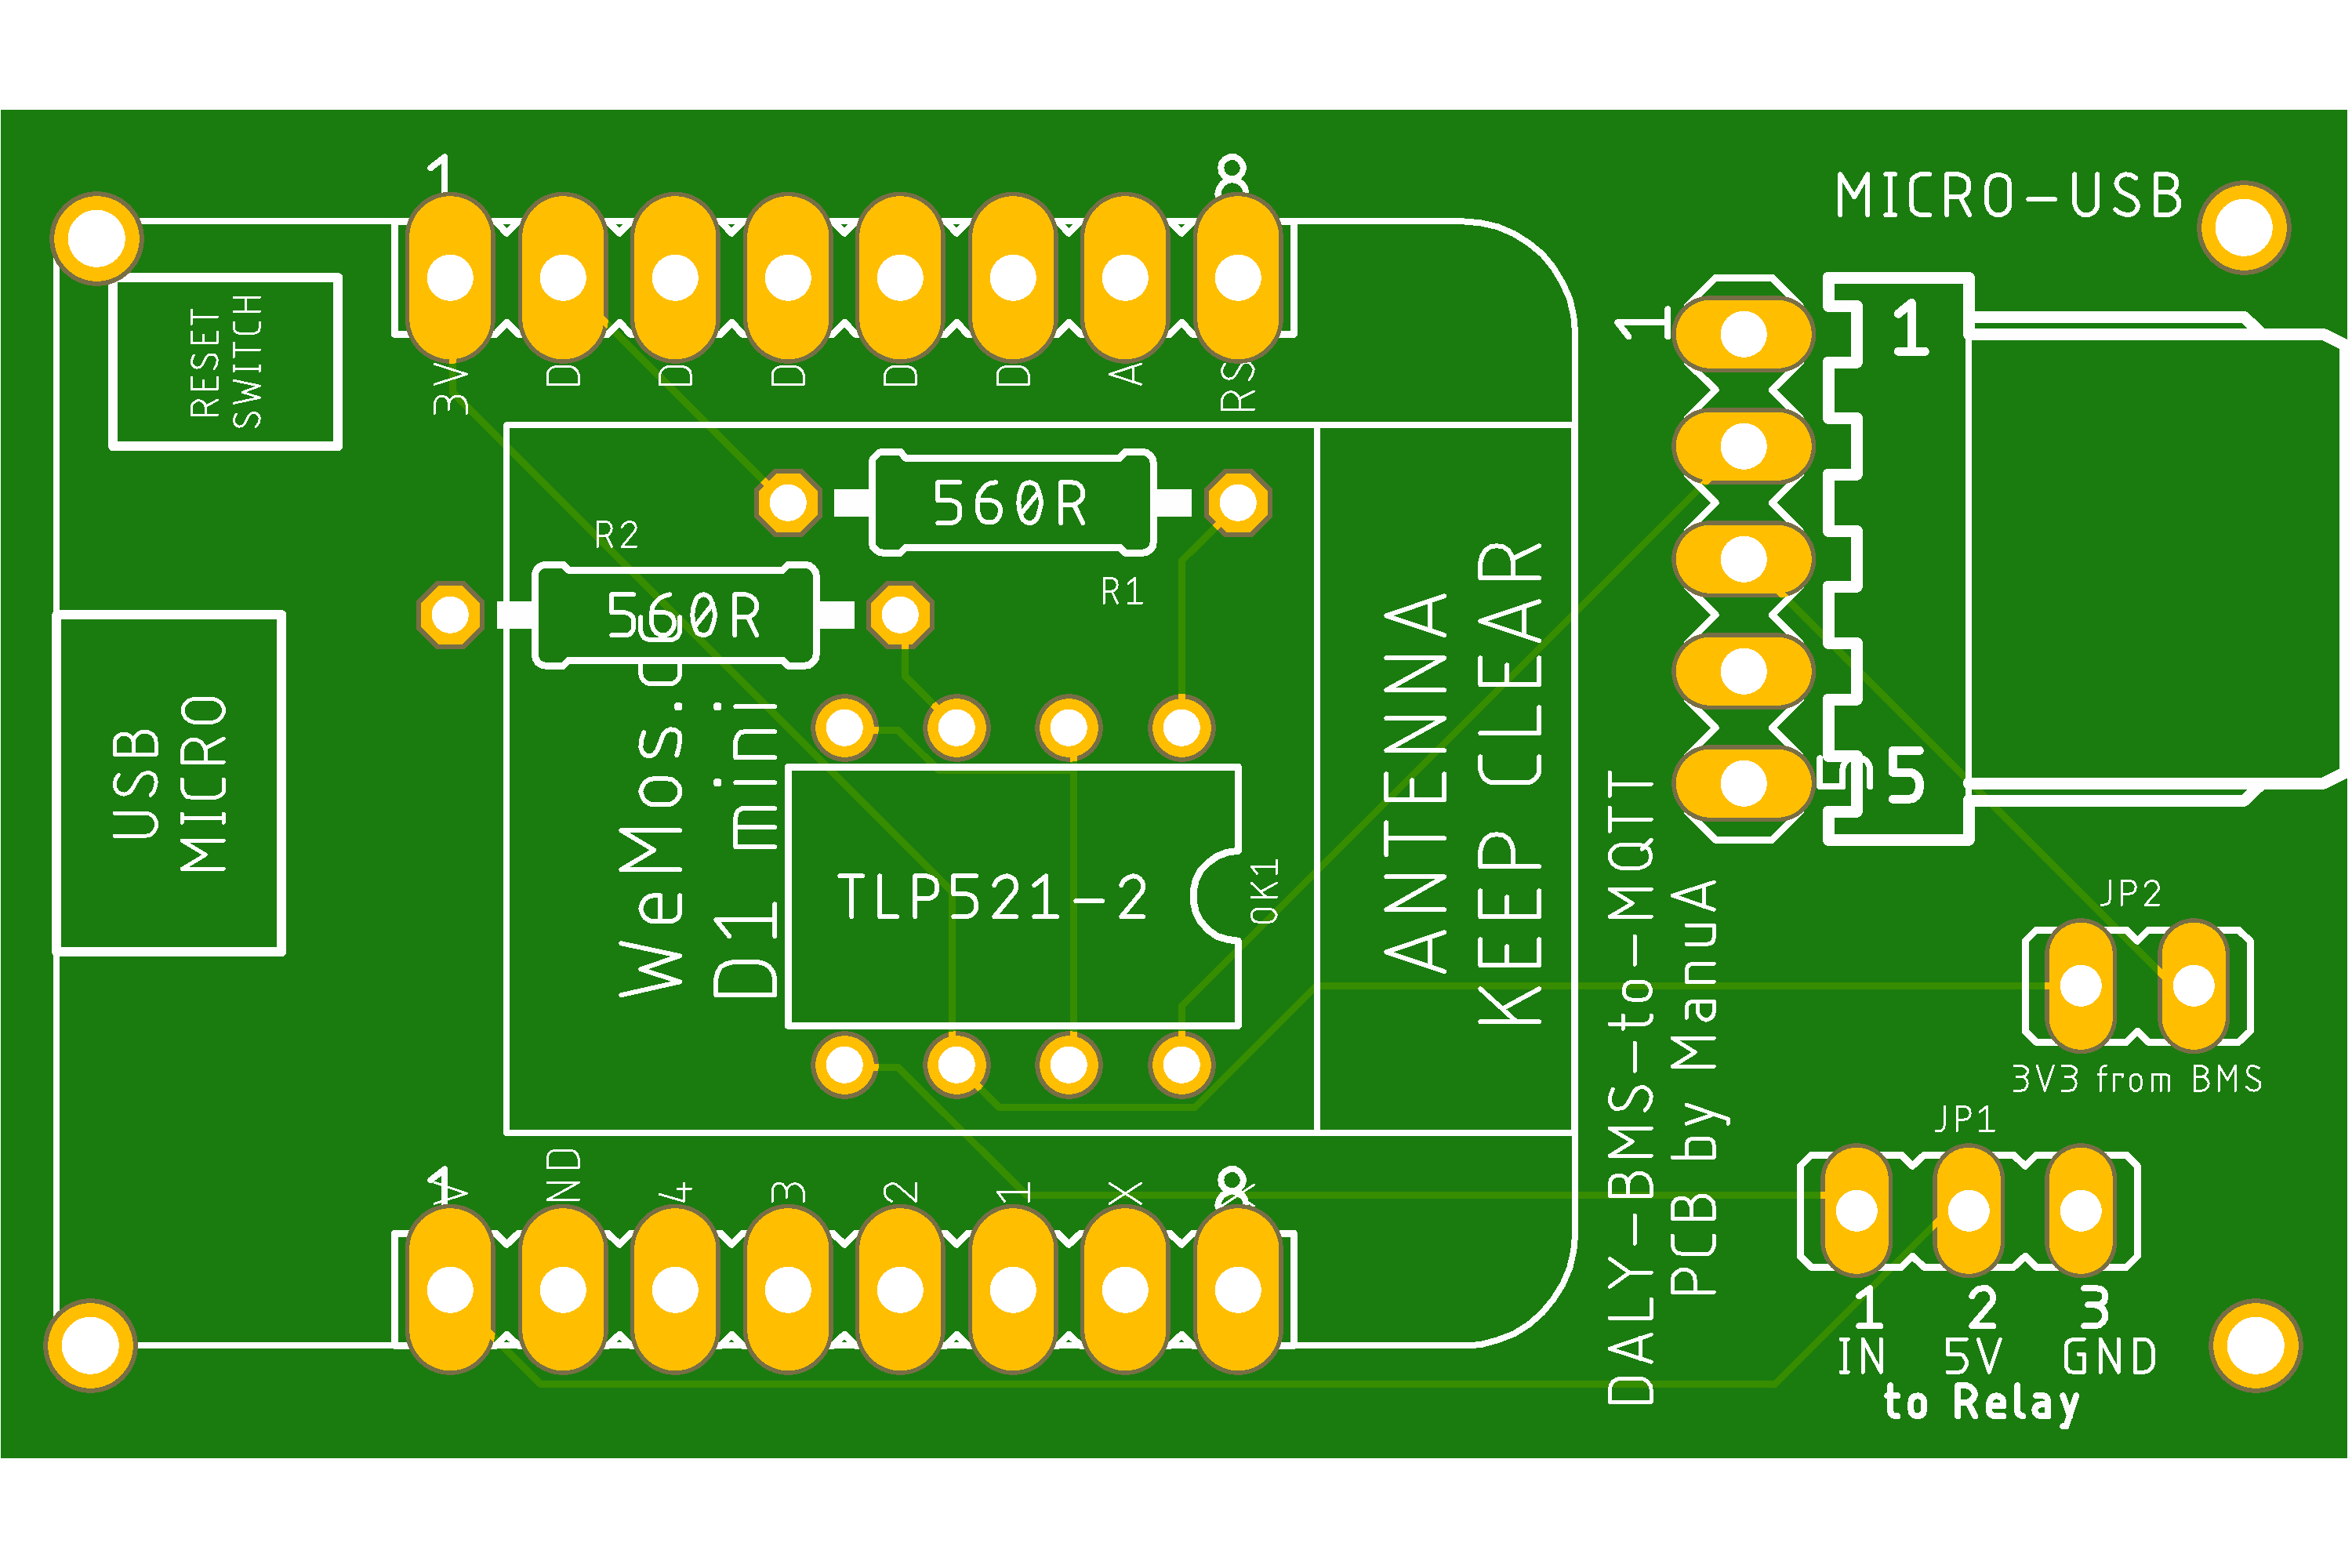 1
8
MICRO-USB
RESET
SWITCH
3V
D
D
D
D
D
A
RS
1
1
560R
R2
R1
560R
USB
MICRO
WeMos.cc
D1 mini
TLP521-2
OK1
ANTENNA
KEEP CLEAR
5
5
DALY-BMS-to-MQTT
PCB by ManuA
JP2
3V3 from BMS
JP1
1
ND
4
3
2
1
X
8
1 2 3
IN 5V GND
to Relay